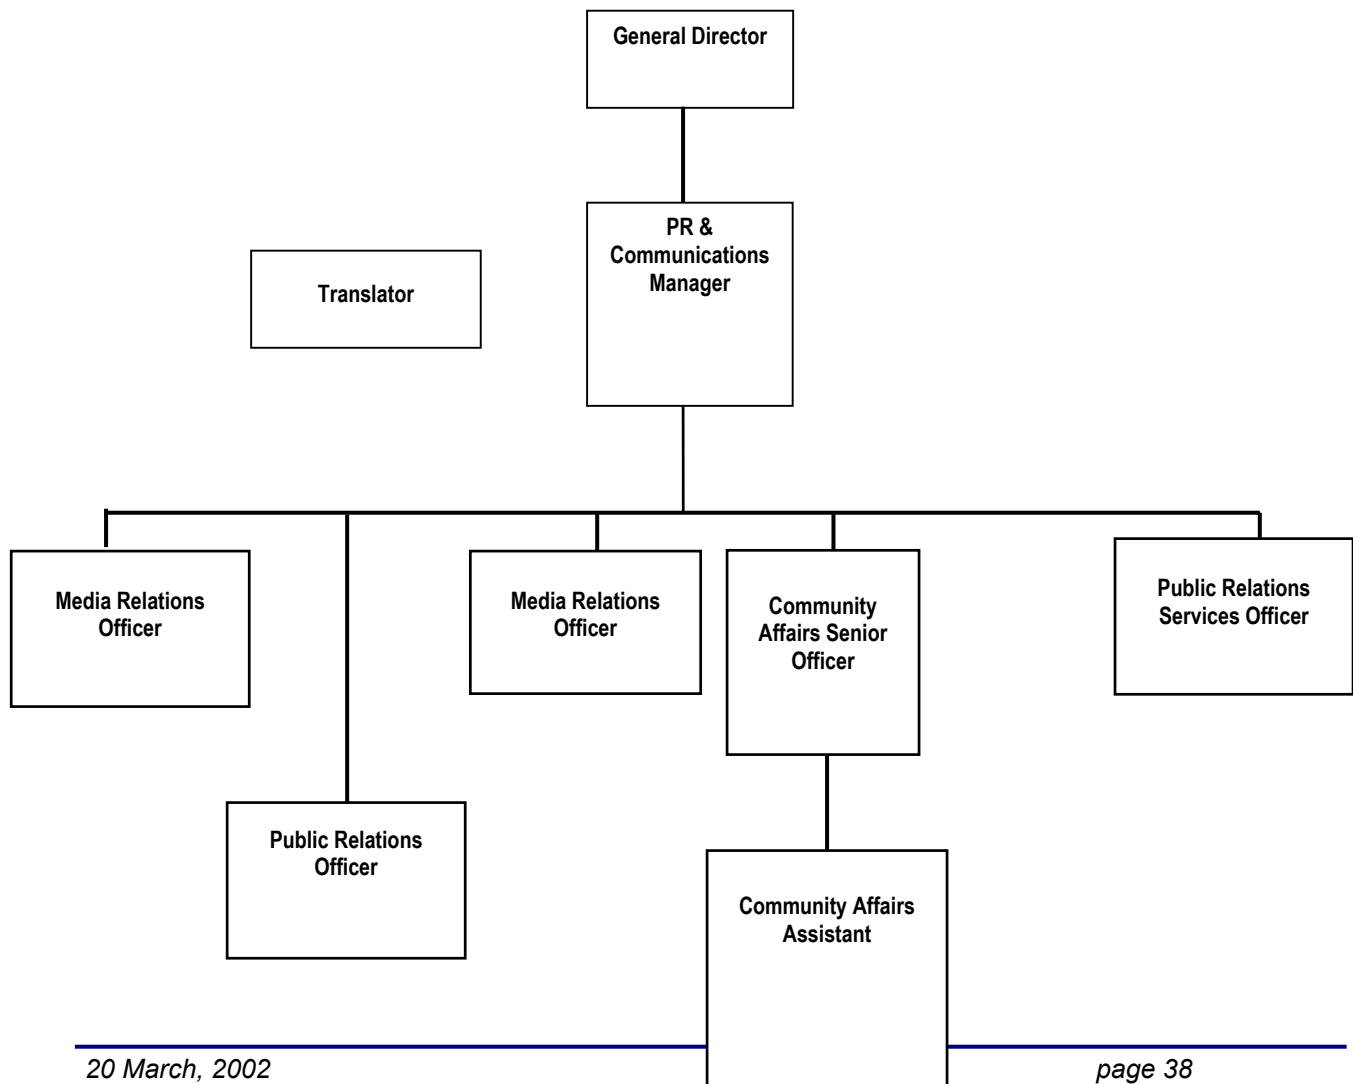 General Director
PR &
Communications
Manager
Translator
Media Relations
Officer
Media Relations
Officer
Community
Affairs Senior
Officer
Public Relations
Services Officer
Public Relations
Officer
Community Affairs
Assistant
20 March, 2002
page 38